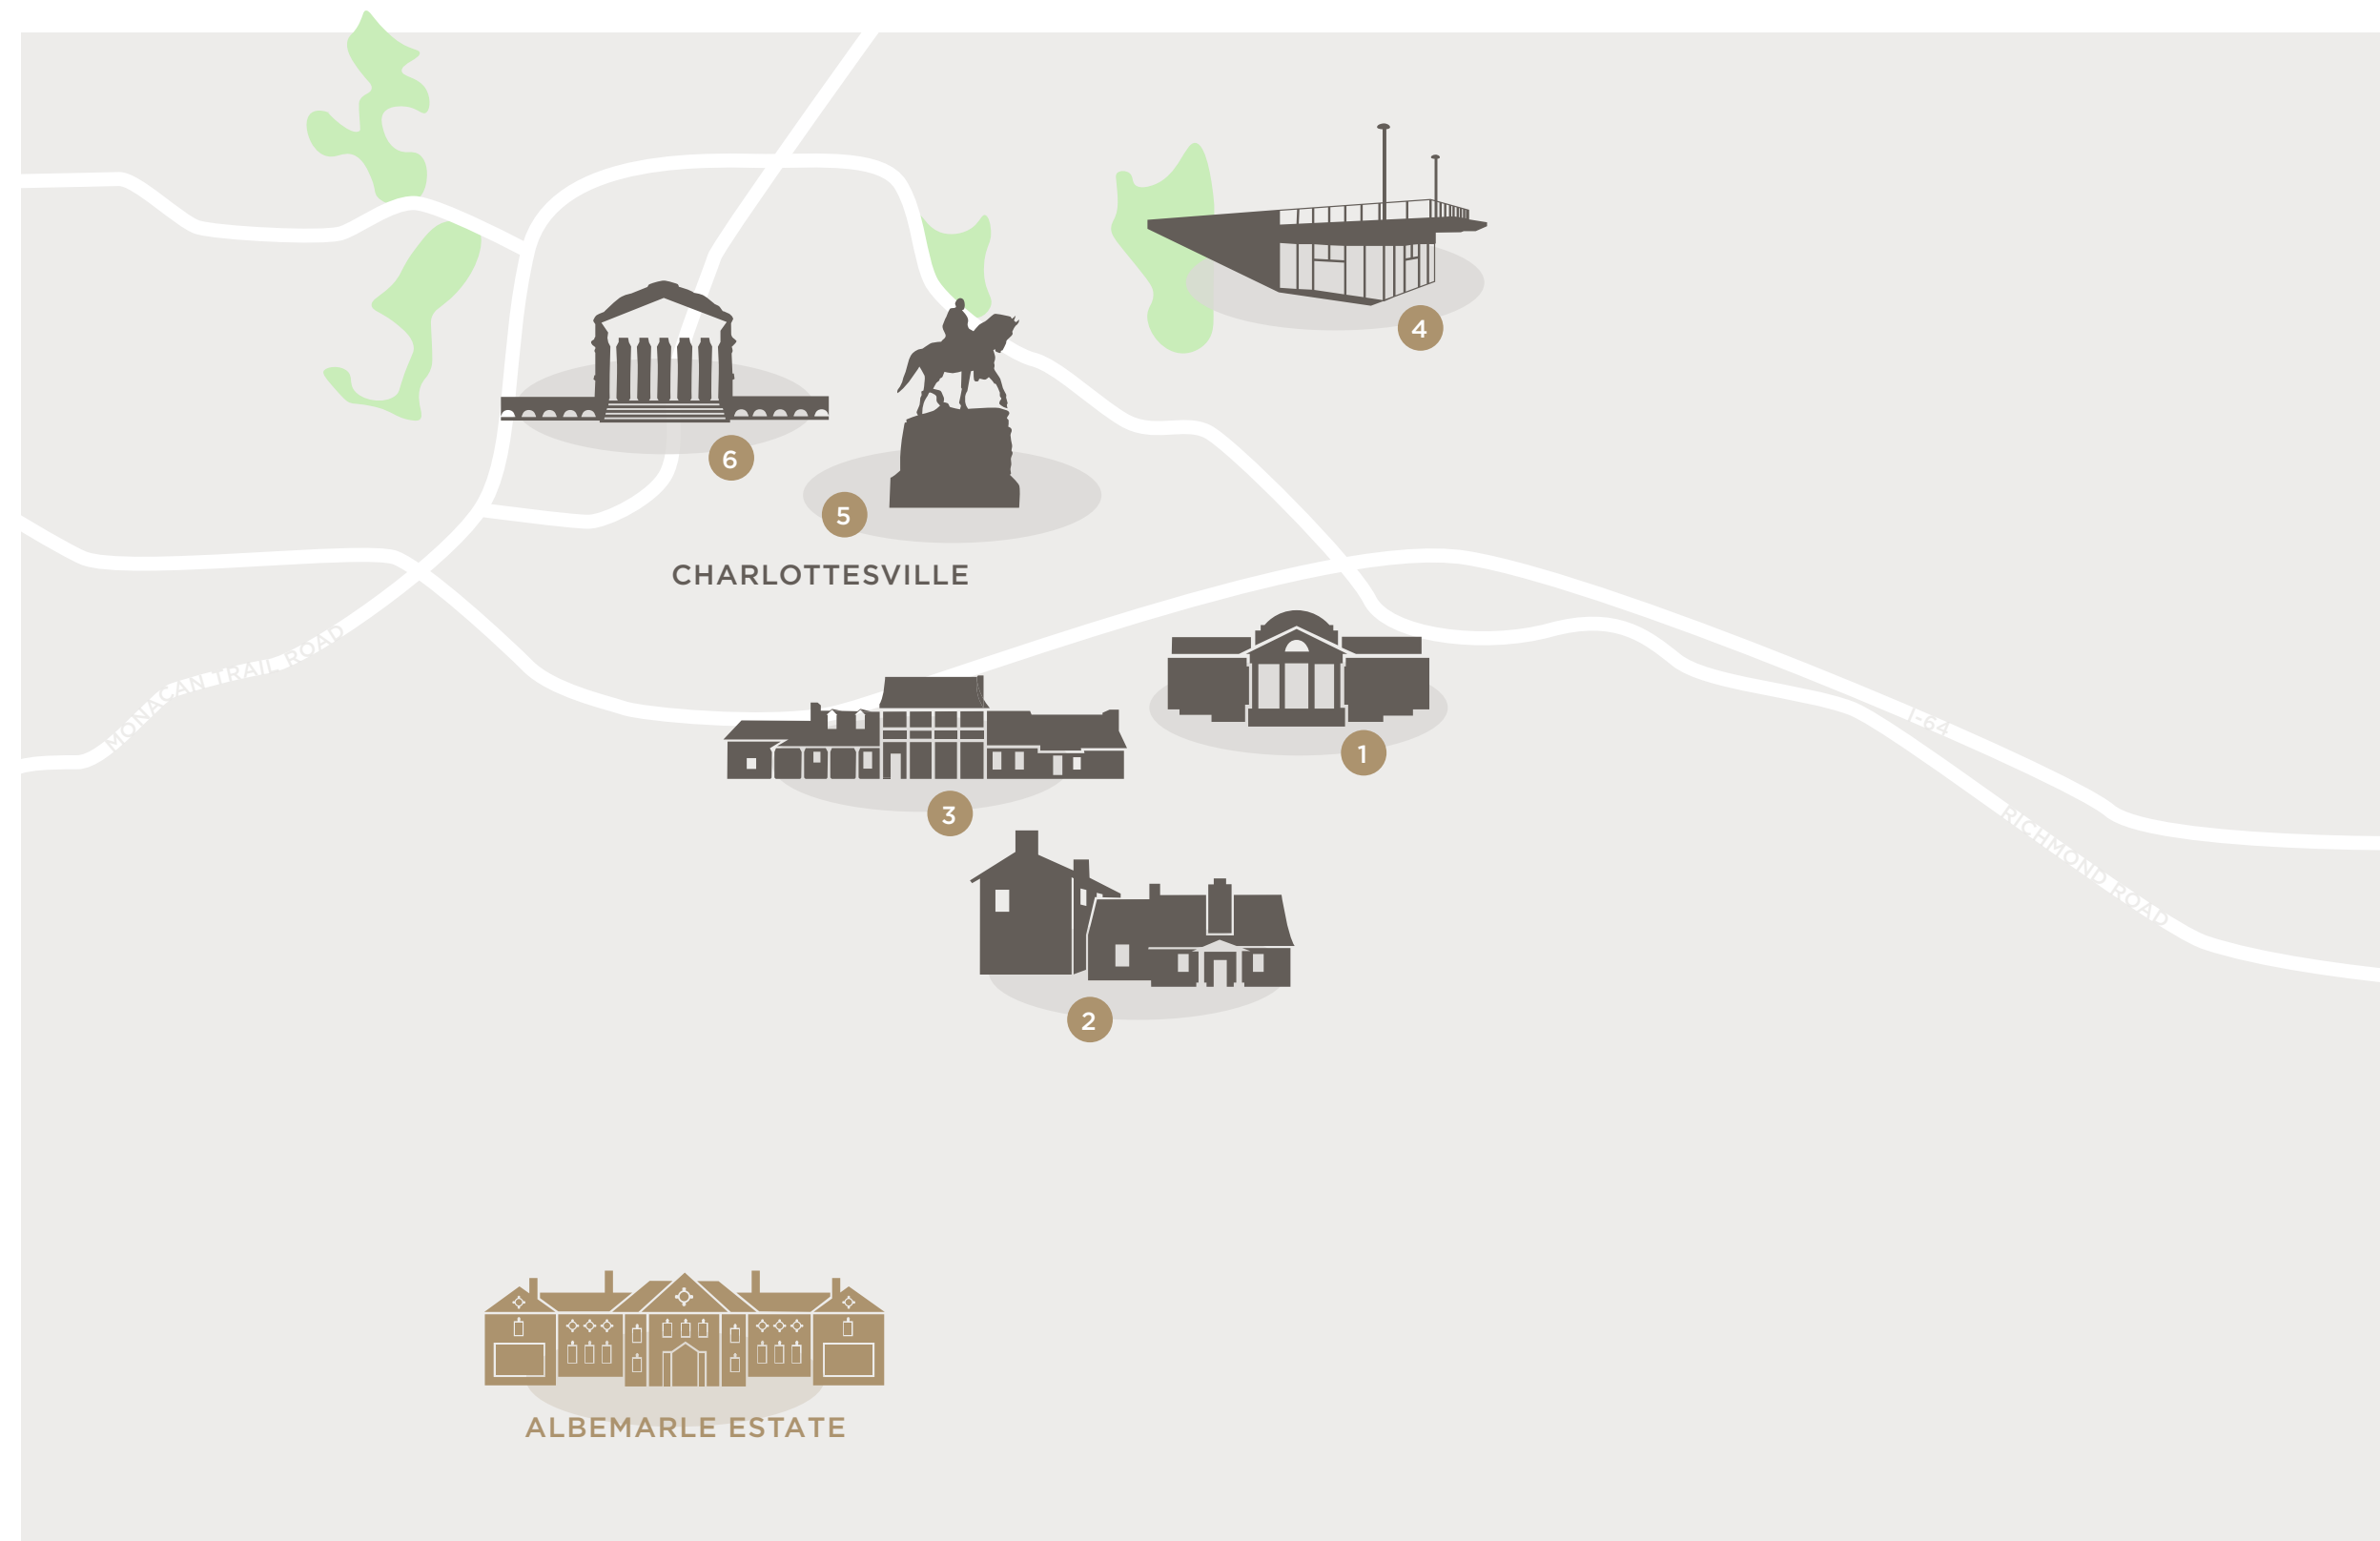 4
6
5
CHARLOTTESVILLE
MONACAN TRAIL ROAD
I-64
1
3
RICHMOND ROAD
2
ALBEMARLE ESTATE